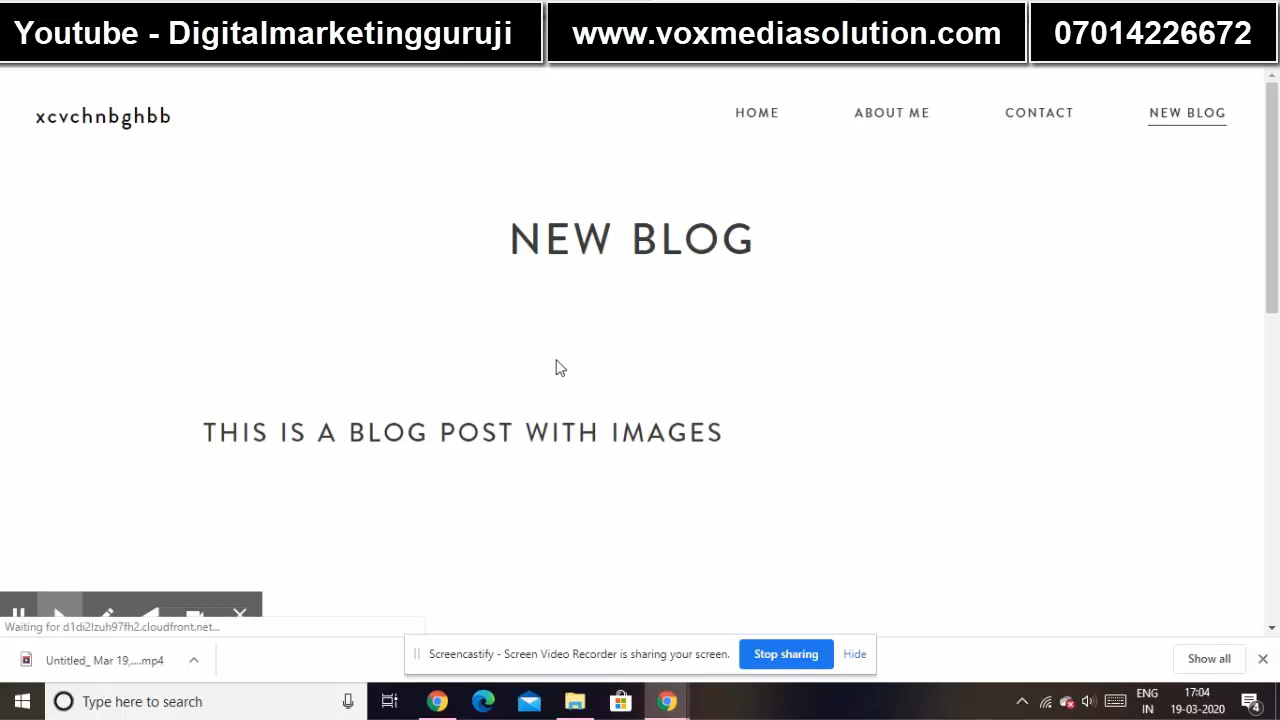 Youtube - Digitalmarketingguruji
www.voxmediasolution.com
07014226672
xcvchnbghbb
HOME
ABOUT ME
CONTACT
NEW BLOG
NEW BLOG
THIS IS A BLOG POST WITH IMAGES
Waiting for d1di2lzuh97fh2.cloudfront.net...
Untitled_ Mar 19,....mp4
Screencastify - Screen Video Recorder is sharing your screen.
Stop sharing
Hide
Show all
Type here to search
ENG
IN
17:04
19-03-2020
4